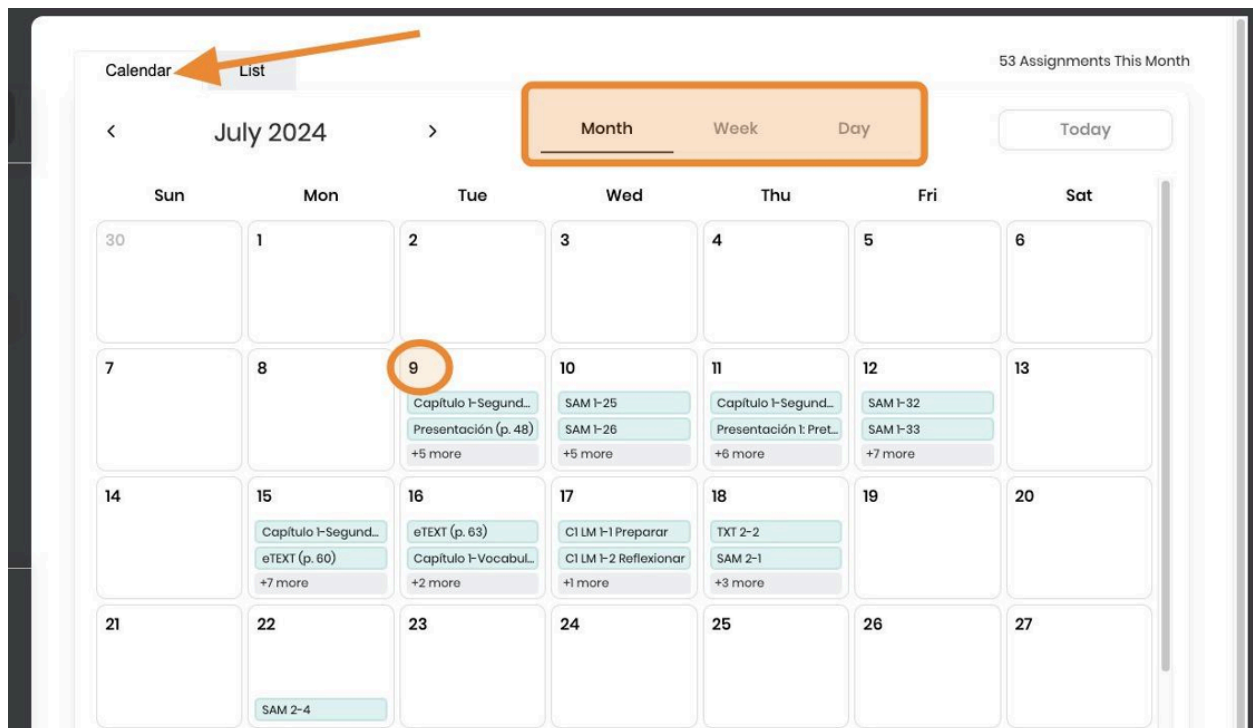 Calendar List 53 Assignments This Month
< July 2024 > Month Week Day Today
Sun Mon Tue Wed Thu Fri Sat
30 1 2 3 4 5 6
7 8 9 10 11 12 13
Capítulo 1-Segund... SAM 1-25 Capítulo 1-Segund... SAM 1-32
Presentación (p. 48) SAM 1-26 Presentación 1: Pret... SAM 1-33
+5 more +5 more +6 more +7 more
14 15 16 17 18 19 20
Capítulo 1-Segund... eTEXT (p. 63) C1 LM 1-1 Preparar TXT 2-2
eTEXT (p. 60) Capítulo 1-Vocabul... C1 LM 1-2 Reflexionar SAM 2-1
+7 more +2 more +1 more +3 more
21 22 23 24 25 26 27
SAM 2-4